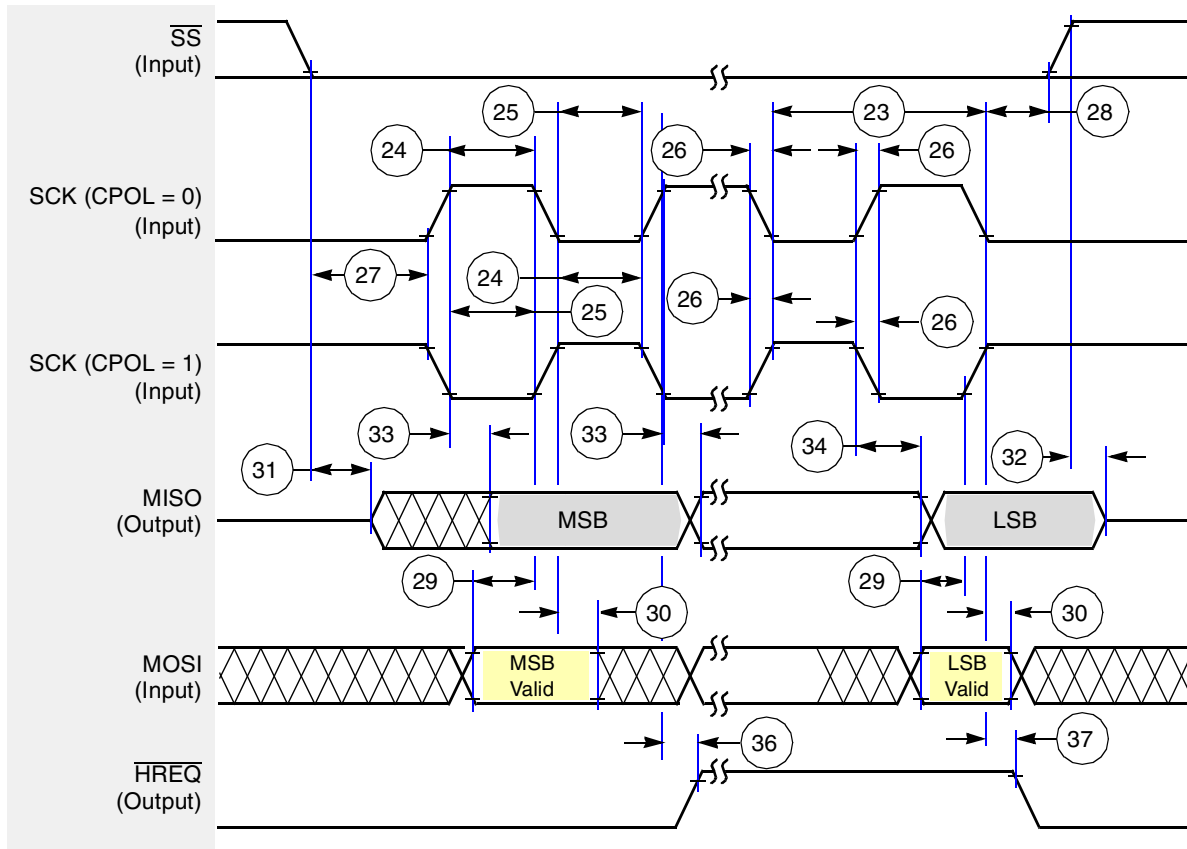 SS
(Input)
25
23
28
24
26
26
SCK (CPOL = 0)
(Input)
27
24
26
25
26
SCK (CPOL = 1)
(Input)
33
33
34
31
32
MISO
(Output)
MSB
LSB
29
29
30
30
MOSI
(Input)
MSB
Valid
LSB
Valid
36
37
HREQ
(Output)